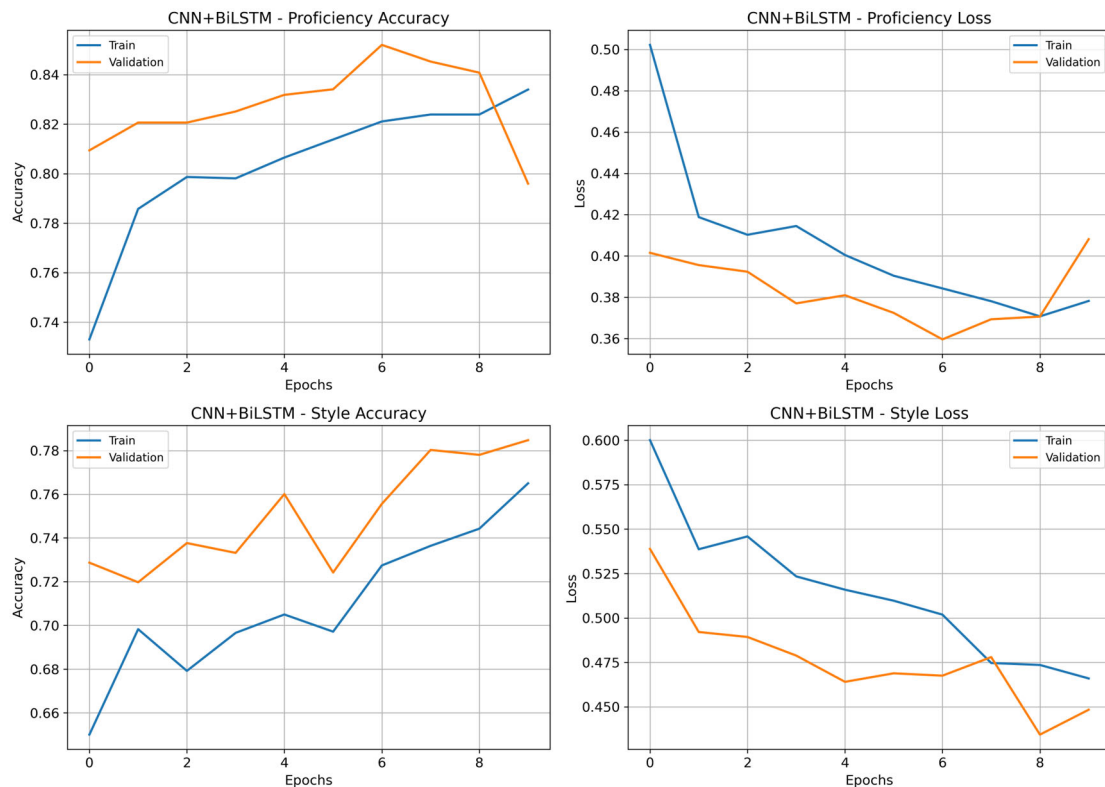 CNN+BiLSTM - Proficiency Accuracy
Train
Validation
Accuracy
0.84
0.82
0.80
0.78
0.76
0.74
0 2 4 6 8
Epochs
CNN+BiLSTM - Proficiency Loss
Train
Validation
Loss
0.50
0.48
0.46
0.44
0.42
0.40
0.38
0.36
0 2 4 6 8
Epochs
CNN+BiLSTM - Style Accuracy
Train
Validation
Accuracy
0.78
0.76
0.74
0.72
0.70
0.68
0.66
0 2 4 6 8
Epochs
CNN+BiLSTM - Style Loss
Train
Validation
Loss
0.600
0.575
0.550
0.525
0.500
0.475
0.450
0 2 4 6 8
Epochs